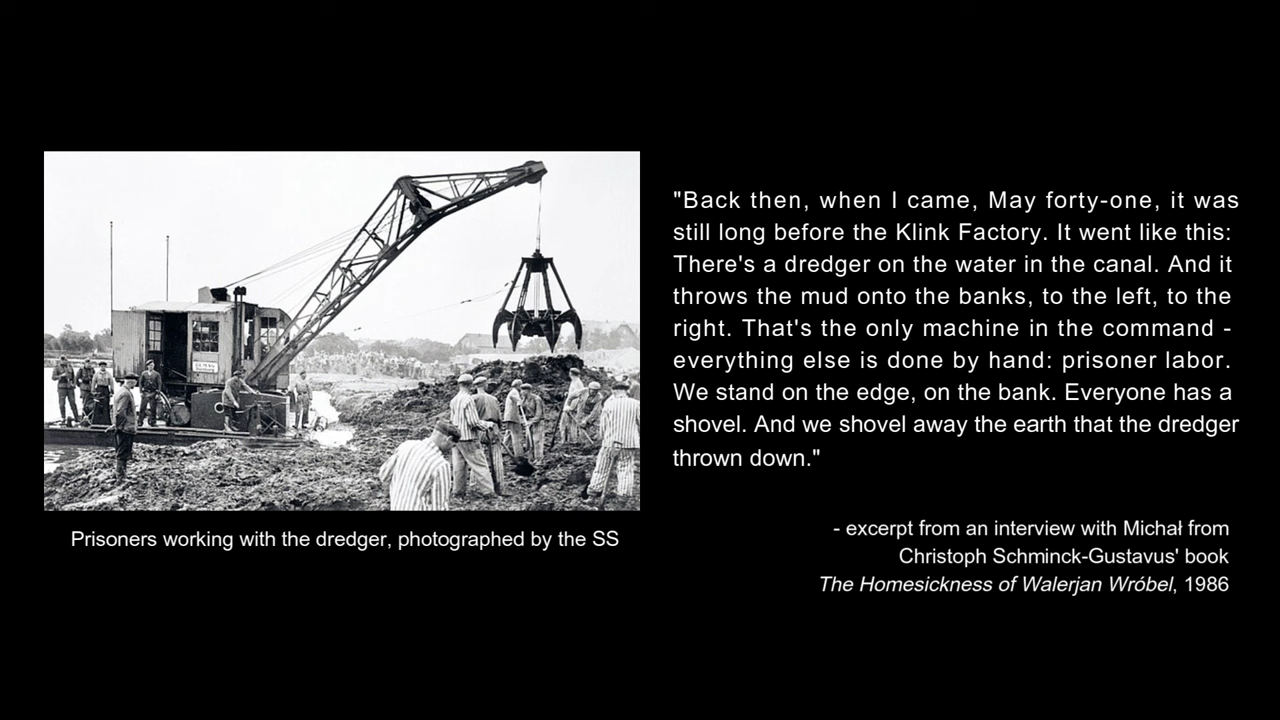 "Back then, when I came, May forty-one, it was
still long before the Klink Factory. It went like this:
There's a dredger on the water in the canal. And it
throws the mud onto the banks, to the left, to the
right. That's the only machine in the command -
everything else is done by hand: prisoner labor.
We stand on the edge, on the bank. Everyone has a
shovel. And we shovel away the earth that the dredger
thrown down."
Prisoners working with the dredger, photographed by the SS
- excerpt from an interview with Michał from
Christoph Schminck-Gustavus' book
The Homesickness of Walerjan Wróbel, 1986